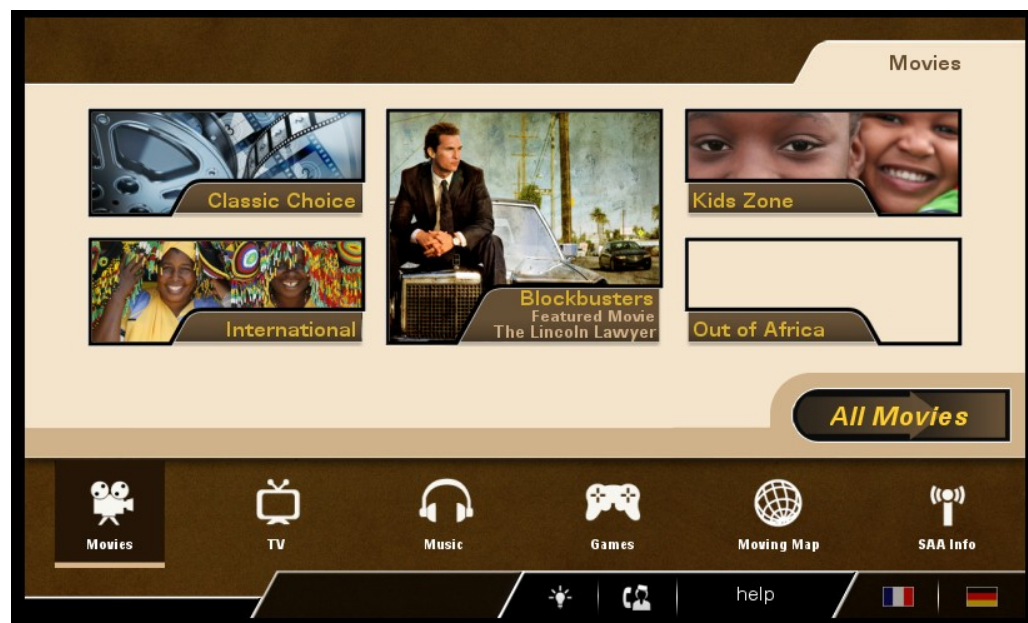 Movies
Classic Choice
Blockbusters
Featured Movie
The Lincoln Lawyer
Kids Zone
International
Out of Africa
All Movies
Movies
TV
Music
Games
Moving Map
SAA Info
help